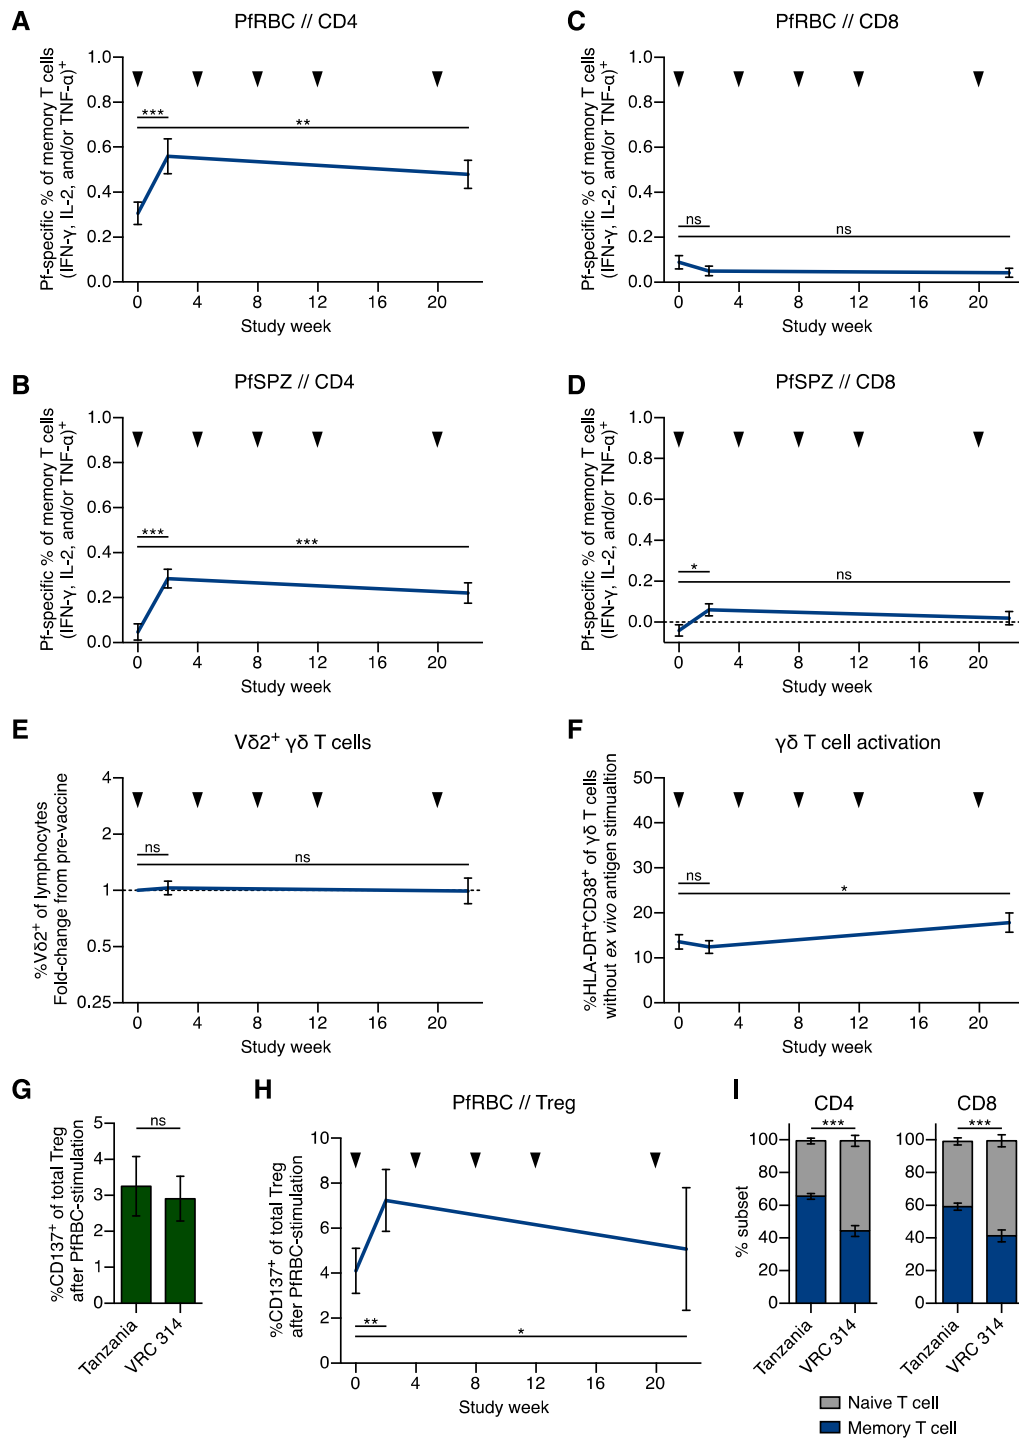 A
PfRBC // CD4
Pf-specific % of memory T cells
(IFN-γ, IL-2, and/or TNF-α)+
1.0
0.8
0.6
0.4
0.2
0.0
***
**
0 4 8 12 16 20
Study week
C
PfRBC // CD8
Pf-specific % of memory T cells
(IFN-γ, IL-2, and/or TNF-α)+
1.0
0.8
0.6
0.4
0.2
0.0
ns
ns
0 4 8 12 16 20
Study week
B
PfSPZ // CD4
Pf-specific % of memory T cells
(IFN-γ, IL-2, and/or TNF-α)+
1.0
0.8
0.6
0.4
0.2
0.0
***
***
0 4 8 12 16 20
Study week
D
PfSPZ // CD8
Pf-specific % of memory T cells
(IFN-γ, IL-2, and/or TNF-α)+
1.0
0.8
0.6
0.4
0.2
0.0
*
ns
0 4 8 12 16 20
Study week
E
Vδ2+ γδ T cells
%Vδ2+ of lymphocytes
Fold-change from pre-vaccine
4
2
1
0.5
0.25
ns
ns
0 4 8 12 16 20
Study week
F
γδ T cell activation
%HLA-DR+CD38+ of γδ T cells
without ex vivo antigen stimualtion
50
40
30
20
10
0
ns
*
0 4 8 12 16 20
Study week
G
%CD137+ of total Treg
after PfRBC-stimulation
5
4
3
2
1
0
ns
Tanzania
VRC 314
H
PfRBC // Treg
%CD137+ of total Treg
after PfRBC-stimulation
10
8
6
4
2
0
**
*
0 4 8 12 16 20
Study week
I
CD4
% subset
100
80
60
40
20
0
***
Tanzania
VRC 314
CD8
100
80
60
40
20
0
***
Tanzania
VRC 314
Naive T cell
Memory T cell